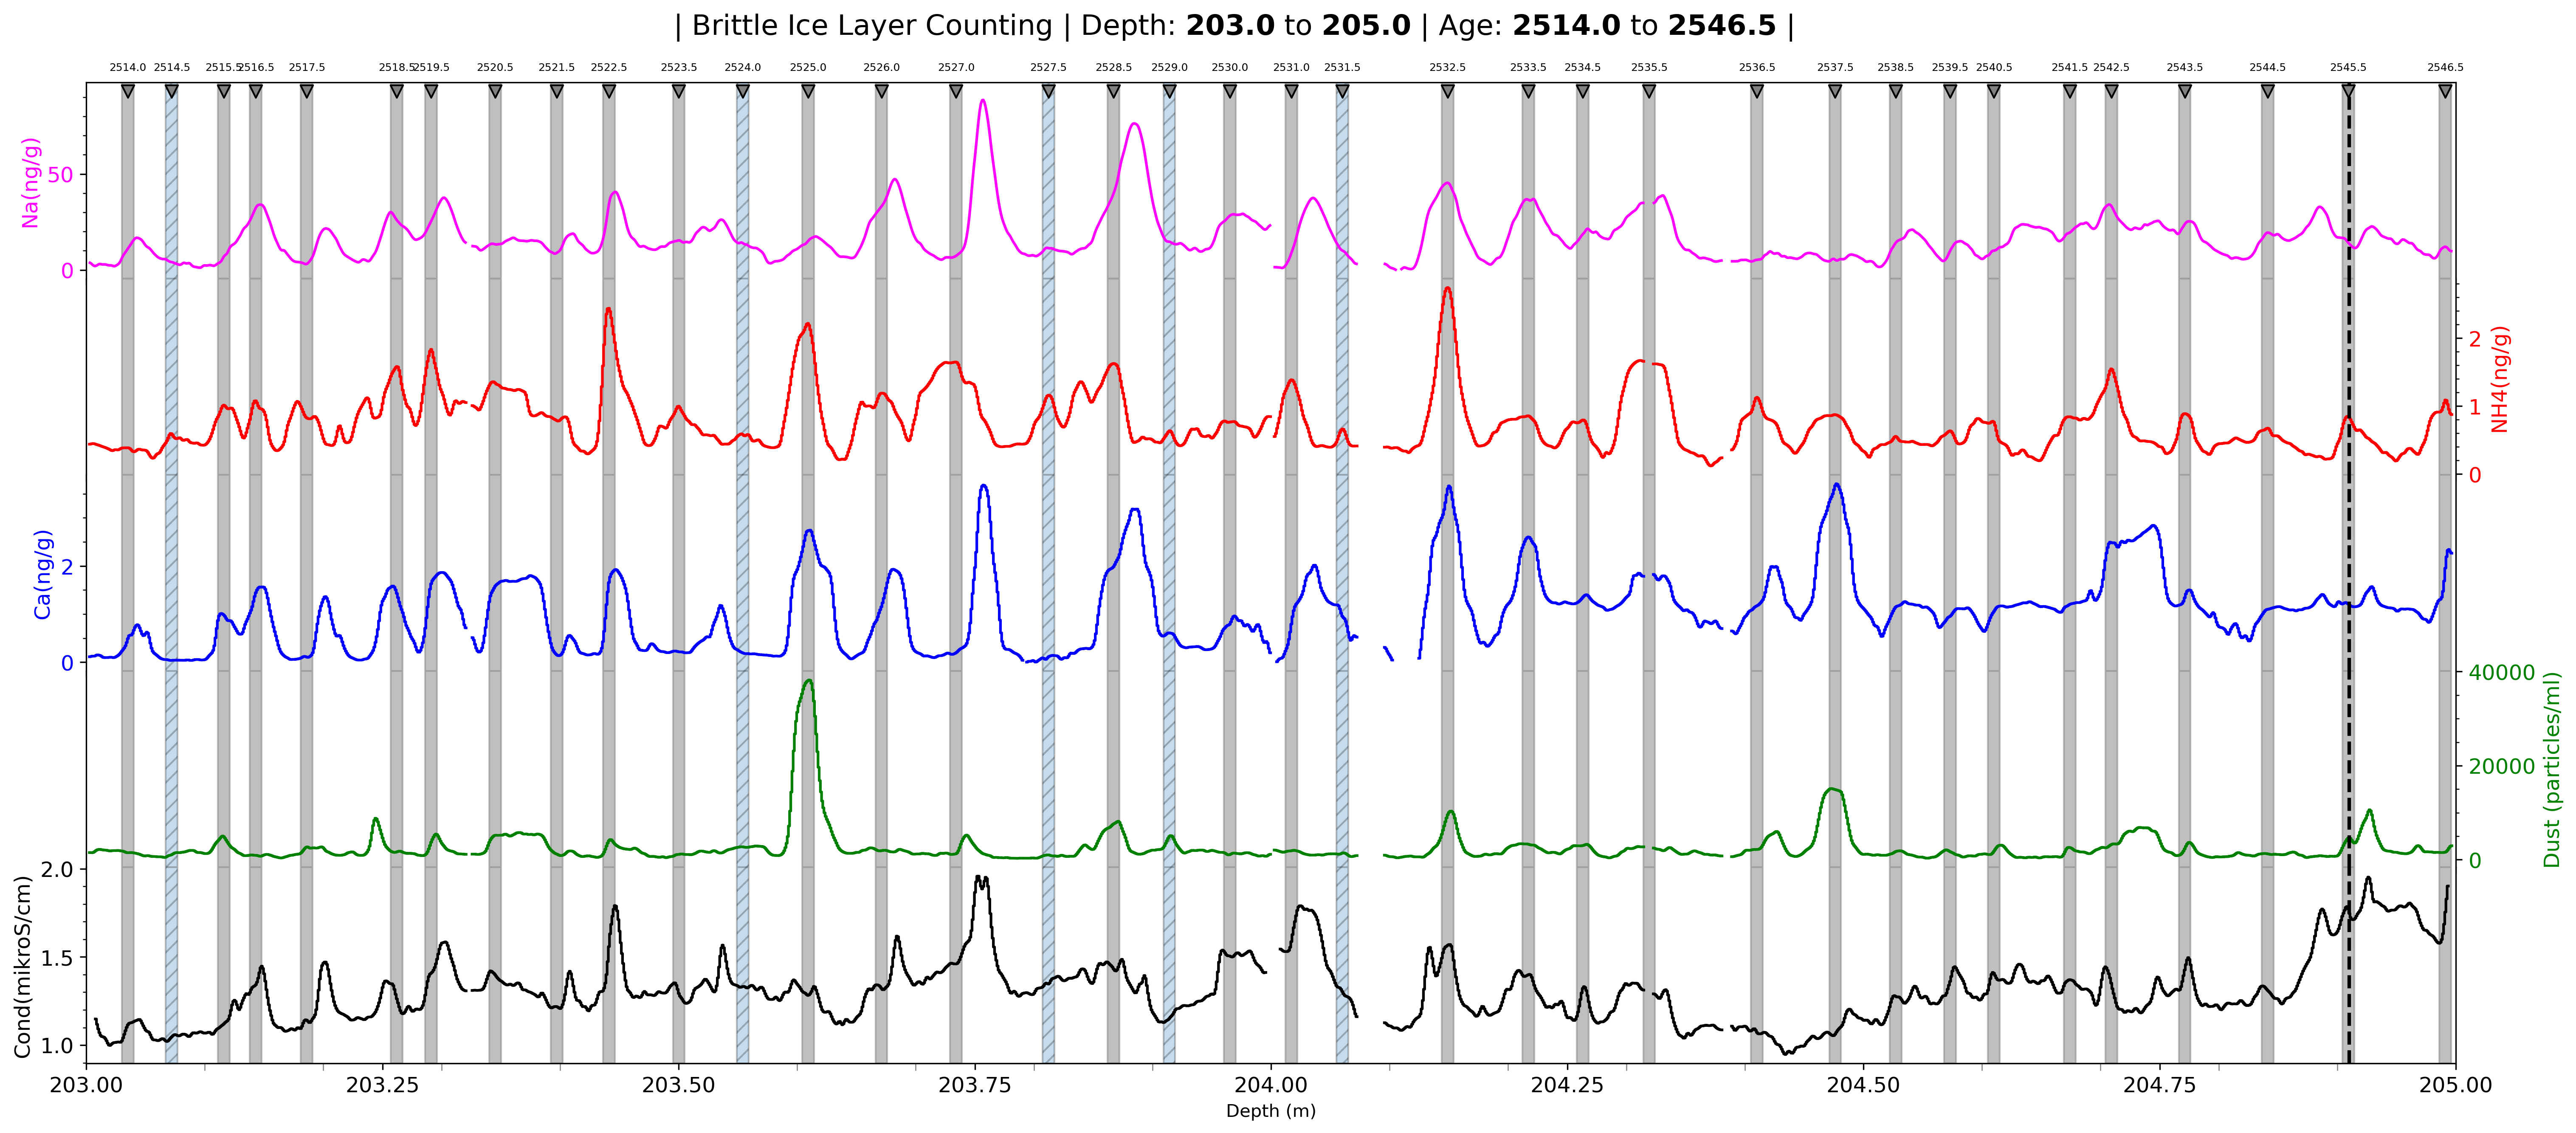 | Brittle Ice Layer Counting | Depth: 203.0 to 205.0 | Age: 2514.0 to 2546.5 |
2514.0 2514.5 2515.5 2516.5 2517.5 2518.5 2519.5 2520.5 2521.5 2522.5 2523.5 2524.0 2525.0 2526.0 2527.0 2527.5 2528.5 2529.0 2530.0 2531.0 2531.5 2532.5 2533.5 2534.5 2535.5 2536.5 2537.5 2538.5 2539.5 2540.5 2541.5 2542.5 2543.5 2544.5 2545.5 2546.5
Na(ng/g)
50
0
NH4(ng/g)
2
1
0
Ca(ng/g)
2
0
Dust (particles/ml)
40000
20000
0
Cond(mikroS/cm)
2.0
1.5
1.0
203.00 203.25 203.50 203.75 204.00 204.25 204.50 204.75 205.00
Depth (m)